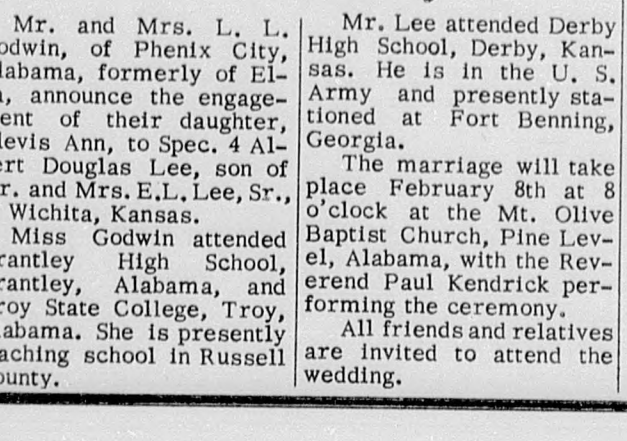 Mr. and Mrs. L. L.
odwin, of Phenix City,
labama, formerly of El-
a, announce the engage-
ent of their daughter,
levis Ann, to Spec. 4 Al-
ert Douglas Lee, son of
r. and Mrs. E.L. Lee, Sr.,
Wichita, Kansas.
Miss Godwin attended
rantley High School,
rantley, Alabama, and
roy State College, Troy,
labama. She is presently
aching school in Russell
ounty.
Mr. Lee attended Derby
High School, Derby, Kan-
sas. He is in the U. S.
Army and presently sta-
tioned at Fort Benning,
Georgia.
The marriage will take
place February 8th at 8
o'clock at the Mt. Olive
Baptist Church, Pine Lev-
el, Alabama, with the Rev-
erend Paul Kendrick per-
forming the ceremony.
All friends and relatives
are invited to attend the
wedding.